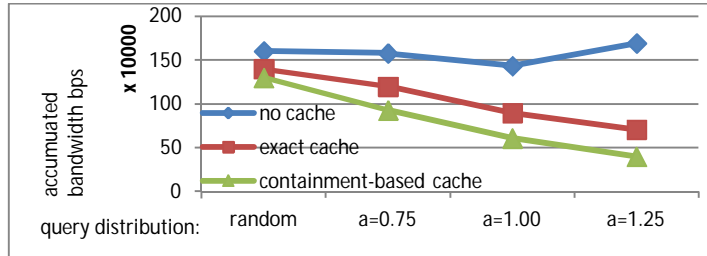 accumuated
bandwidth bps
x 10000
200
150
100
50
0
no cache
exact cache
containment-based cache
query distribution:
random
a=0.75
a=1.00
a=1.25